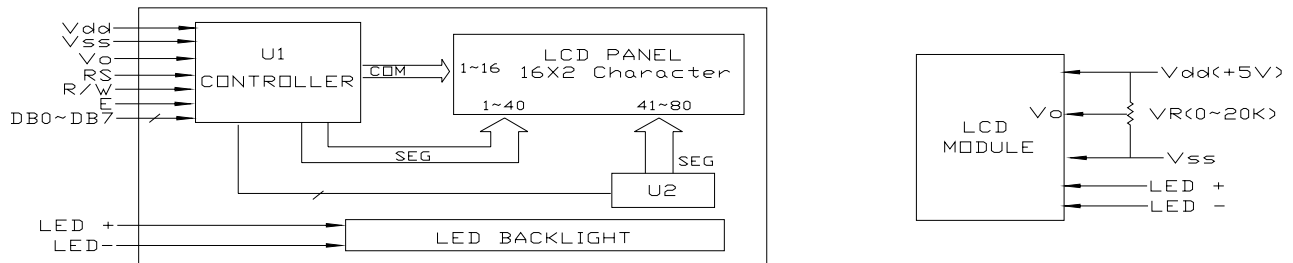 Vdd
Vss
Vo
RS
R/W
E
DB0~DB7
U1
CONTROLLER
COM
1~16
LCD PANEL
16X2 Character
1~40
41~80
SEG
SEG
U2
LED +
LED-
LED BACKLIGHT
LCD
MODULE
Vdd(+5V)
Vo
VR(0~20K)
Vss
LED +
LED -